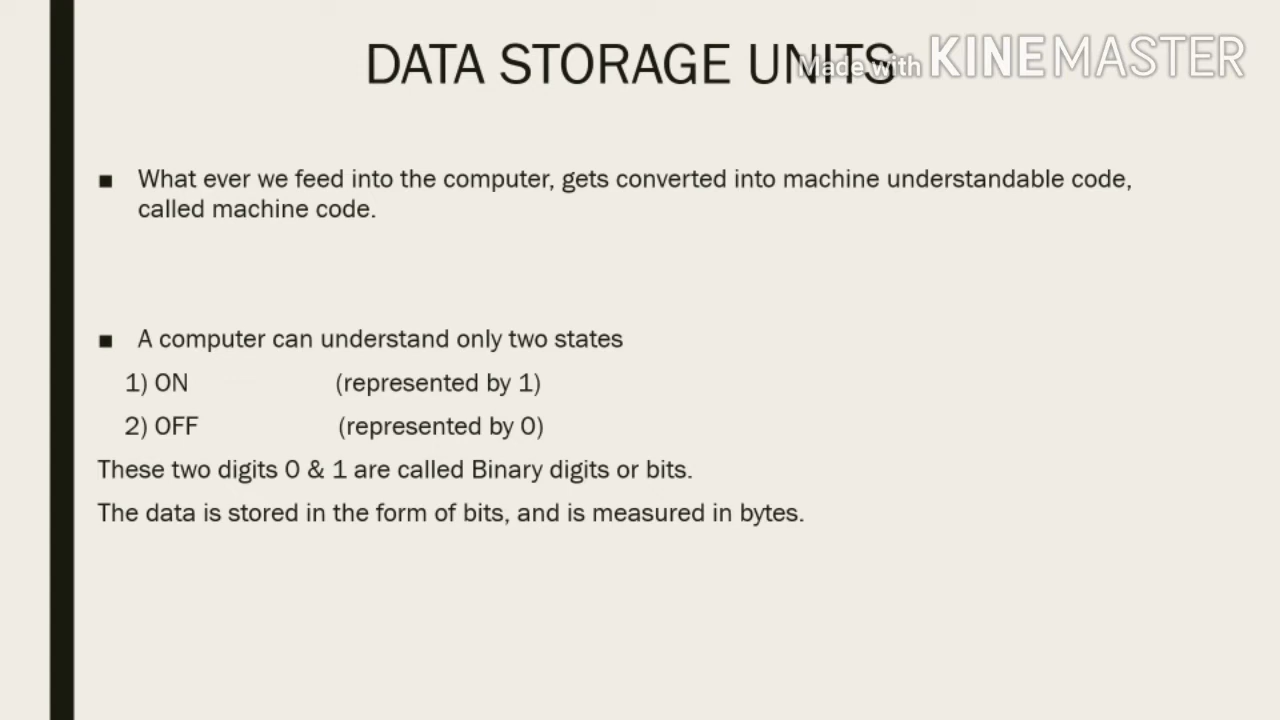 DATA STORAGE UNITS
Made with KINEMASTER
■ What ever we feed into the computer, gets converted into machine understandable code,
called machine code.
■ A computer can understand only two states
1) ON (represented by 1)
2) OFF (represented by 0)
These two digits 0 & 1 are called Binary digits or bits.
The data is stored in the form of bits, and is measured in bytes.